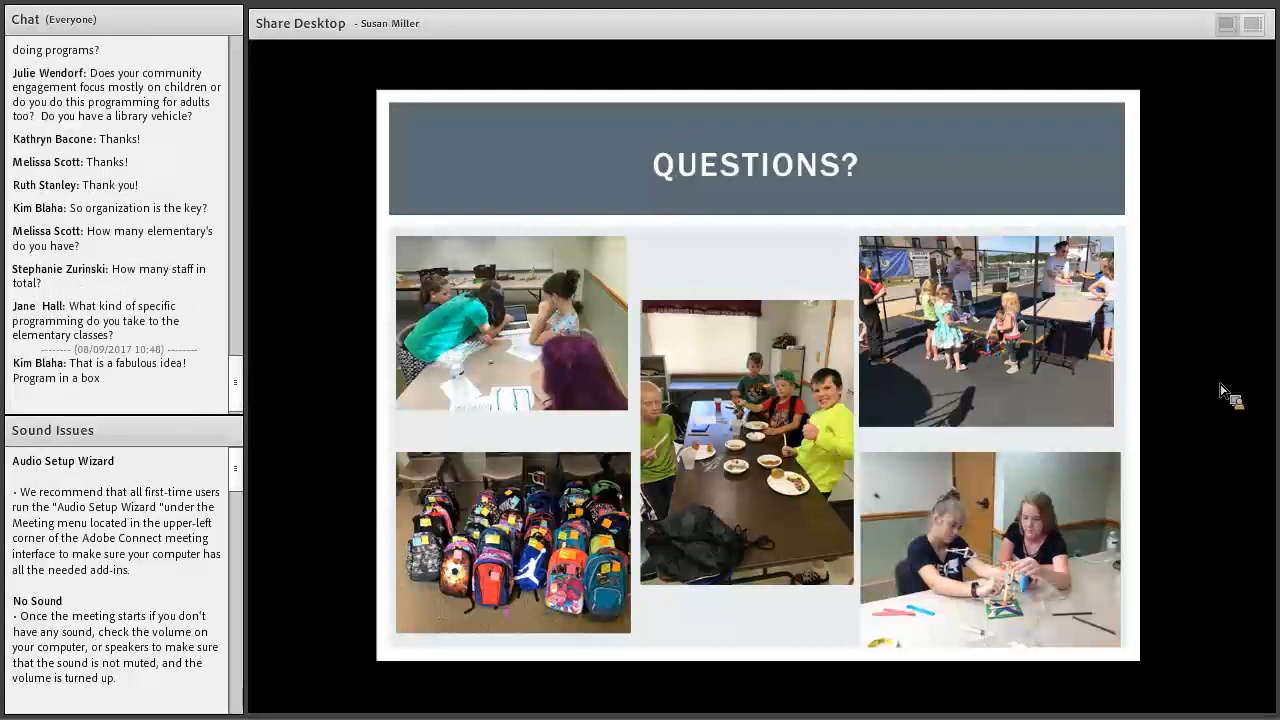 Chat (Everyone)
doing programs?
Julie Wendorf: Does your community
engagement focus mostly on children or
do you do this programming for adults
too? Do you have a library vehicle?
Kathryn Bacone: Thanks!
Melissa Scott: Thanks!
Ruth Stanley: Thank you!
Kim Blaha: So organization is the key?
Melissa Scott: How many elementary's
do you have?
Stephanie Zurinski: How many staff in
total?
Jane Hall: What kind of specific
programming do you take to the
elementary classes?
-------- (08/09/2017 10:48) --------
Kim Blaha: That is a fabulous idea!
Program in a box
Sound Issues
Audio Setup Wizard
• We recommend that all first-time users
run the "Audio Setup Wizard "under the
Meeting menu located in the upper-left
corner of the Adobe Connect meeting
interface to make sure your computer has
all the needed add-ins.
No Sound
• Once the meeting starts if you don't
have any sound, check the volume on
your computer, or speakers to make sure
that the sound is not muted, and the
volume is turned up.
Share Desktop - Susan Miller
QUESTIONS?